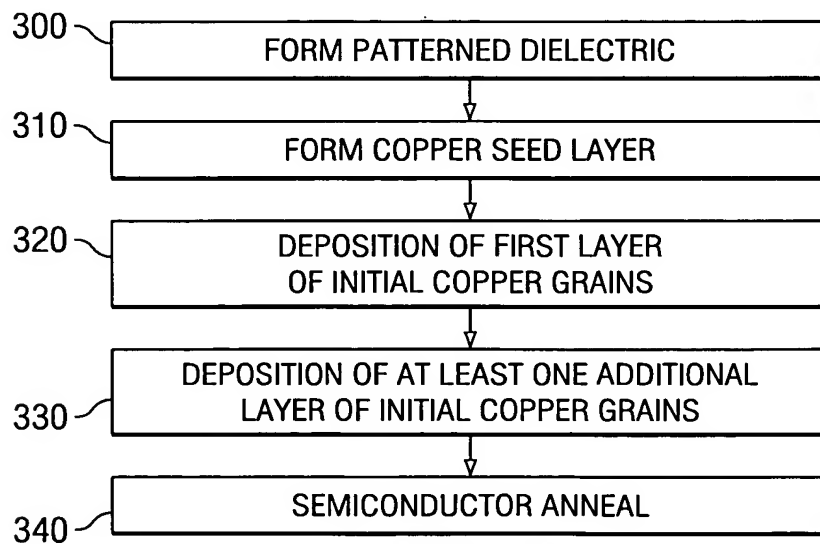 300
FORM PATTERNED DIELECTRIC
310
FORM COPPER SEED LAYER
320
DEPOSITION OF FIRST LAYER
OF INITIAL COPPER GRAINS
330
DEPOSITION OF AT LEAST ONE ADDITIONAL
LAYER OF INITIAL COPPER GRAINS
340
SEMICONDUCTOR ANNEAL